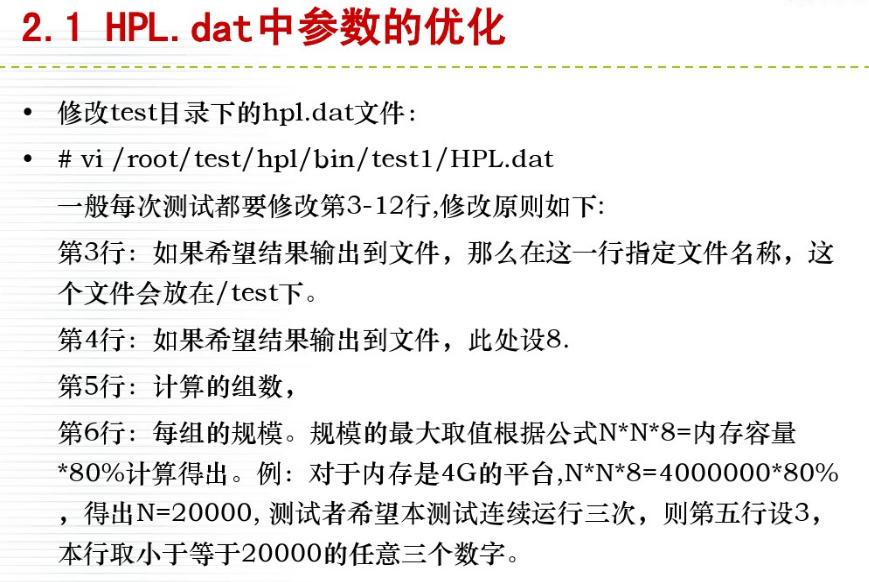 2.1 HPL.dat中参数的优化
• 修改test目录下的hpl.dat文件：
• # vi /root/test/hpl/bin/test1/HPL.dat
一般每次测试都要修改第3-12行,修改原则如下:
第3行：如果希望结果输出到文件，那么在这一行指定文件名称，这
个文件会放在/test下。
第4行：如果希望结果输出到文件，此处设8.
第5行：计算的组数，
第6行：每组的规模。规模的最大取值根据公式N*N*8=内存容量
*80%计算得出。例：对于内存是4G的平台,N*N*8=4000000*80%
，得出N=20000, 测试者希望本测试连续运行三次，则第五行设3，
本行取小于等于20000的任意三个数字。